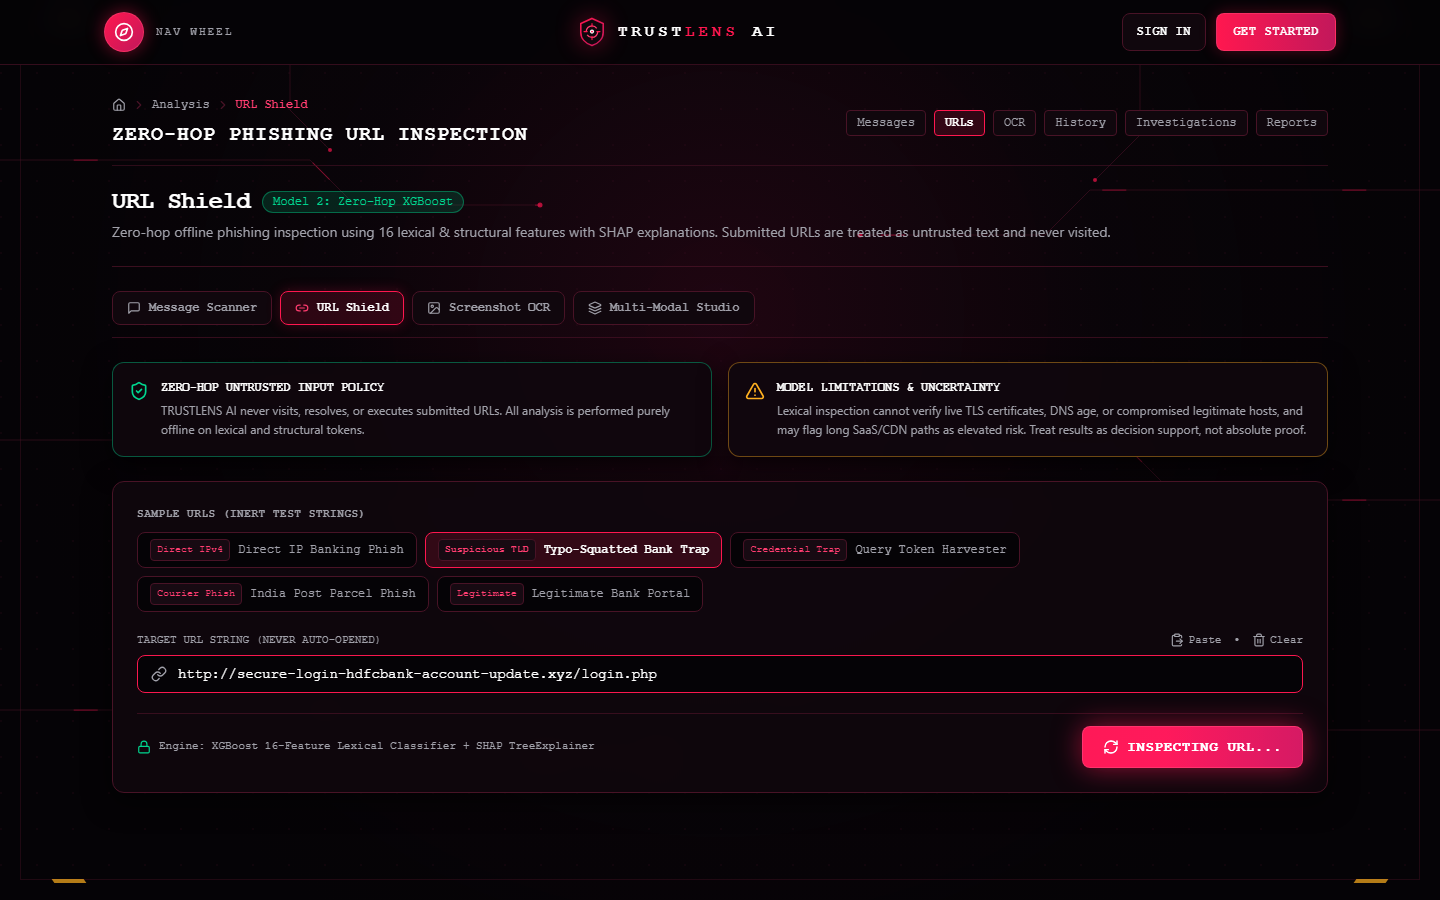 NAV WHEEL
TRUSTLENS AI
SIGN IN
GET STARTED
Analysis
URL Shield
ZERO-HOP PHISHING URL INSPECTION
Messages
URLs
OCR
History
Investigations
Reports
URL Shield
Model 2: Zero-Hop XGBoost
Zero-hop offline phishing inspection using 16 lexical & structural features with SHAP explanations. Submitted URLs are treated as untrusted text and never visited.
Message Scanner
URL Shield
Screenshot OCR
Multi-Modal Studio
ZERO-HOP UNTRUSTED INPUT POLICY
TRUSTLENS AI never visits, resolves, or executes submitted URLs. All analysis is performed purely
offline on lexical and structural tokens.
MODEL LIMITATIONS & UNCERTAINTY
Lexical inspection cannot verify live TLS certificates, DNS age, or compromised legitimate hosts, and
may flag long SaaS/CDN paths as elevated risk. Treat results as decision support, not absolute proof.
SAMPLE URLS (INERT TEST STRINGS)
Direct IPv4 Direct IP Banking Phish
Suspicious TLD Typo-Squatted Bank Trap
Credential Trap Query Token Harvester
Courier Phish India Post Parcel Phish
Legitimate Legitimate Bank Portal
TARGET URL STRING (NEVER AUTO-OPENED)
Paste • Clear
http://secure-login-hdfcbank-account-update.xyz/login.php
Engine: XGBoost 16-Feature Lexical Classifier + SHAP TreeExplainer
INSPECTING URL...